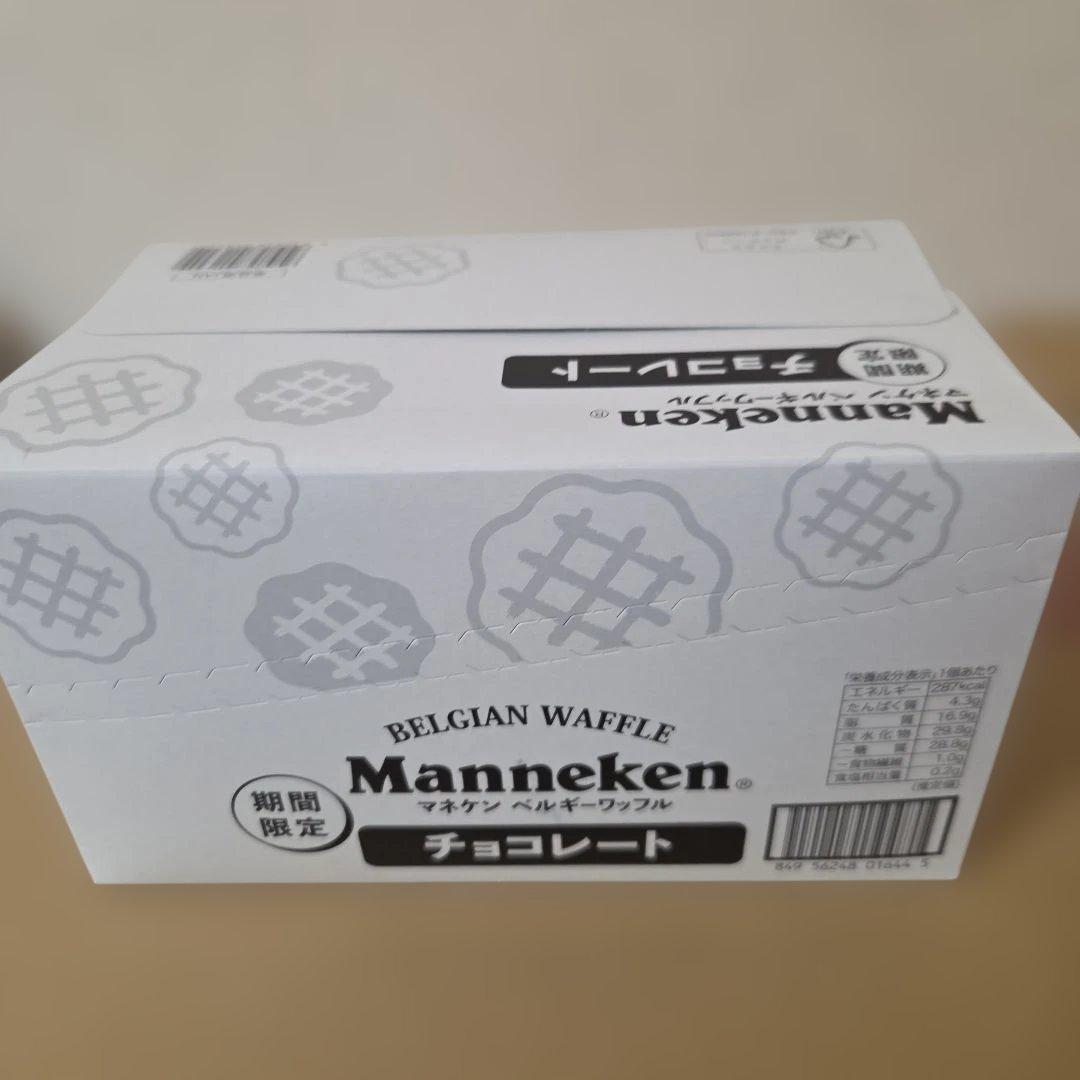 期間
限定
チョコレート
マネケン ベルギーワッフル
Manneken®
BELGIAN WAFFLE
Manneken®
マネケン ベルギーワッフル
期間
限定
チョコレート
「栄養成分表示」1個あたり
エネルギー 287kcal
たんぱく質 4.3g
脂質 16.9g
炭水化物 29.8g
－糖質 28.8g
－食物繊維 1.0g
食塩相当量 0.2g
(推定値)
849 56248 01644 5